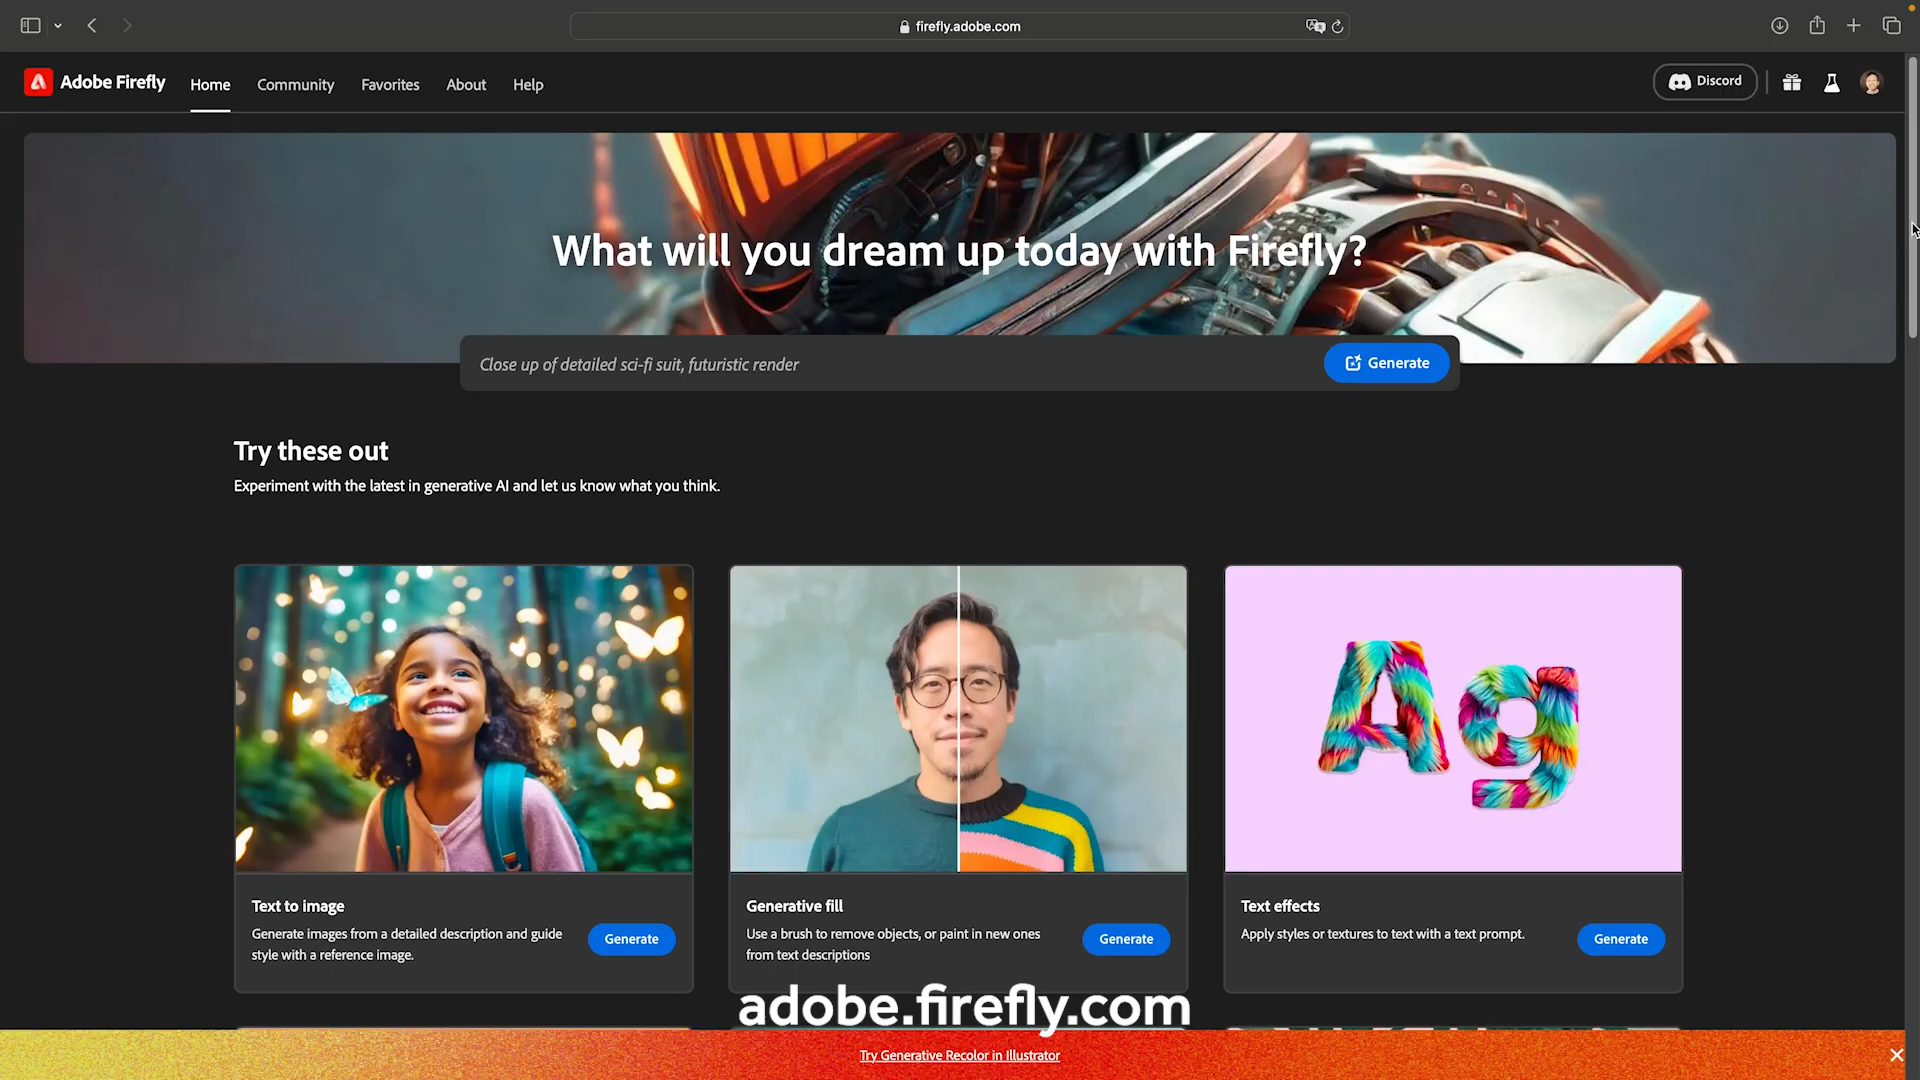 firefly.adobe.com
Adobe Firefly
Home
Community
Favorites
About
Help
Discord
What will you dream up today with Firefly?
Close up of detailed sci-fi suit, futuristic render
Generate
Try these out
Experiment with the latest in generative AI and let us know what you think.
Ag
Text to image
Generate images from a detailed description and guide
style with a reference image.
Generate
Generative fill
Use a brush to remove objects, or paint in new ones
from text descriptions
Generate
Text effects
Apply styles or textures to text with a text prompt.
Generate
adobe.firefly.com
Try Generative Recolor in Illustrator